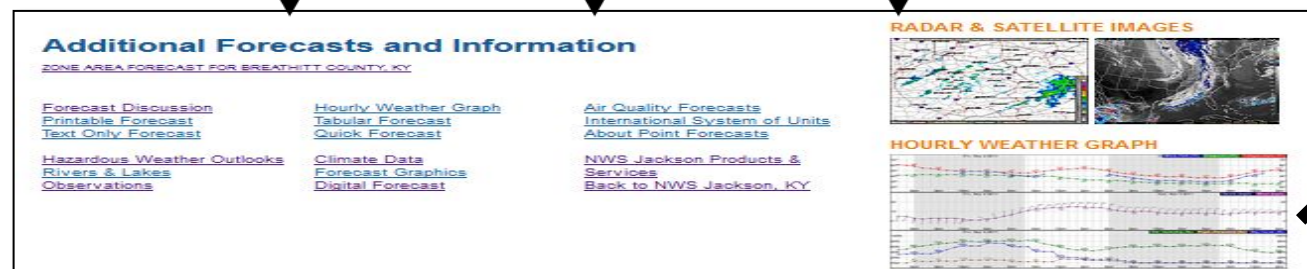 Additional Forecasts and Information
ZONE AREA FORECAST FOR BREATHITT COUNTY, KY
Forecast Discussion
Printable Forecast
Text Only Forecast
Hazardous Weather Outlooks
Rivers & Lakes
Observations
Hourly Weather Graph
Tabular Forecast
Quick Forecast
Climate Data
Forecast Graphics
Digital Forecast
Air Quality Forecasts
International System of Units
About Point Forecasts
NWS Jackson Products &
Services
Back to NWS Jackson, KY
RADAR & SATELLITE IMAGES
HOURLY WEATHER GRAPH